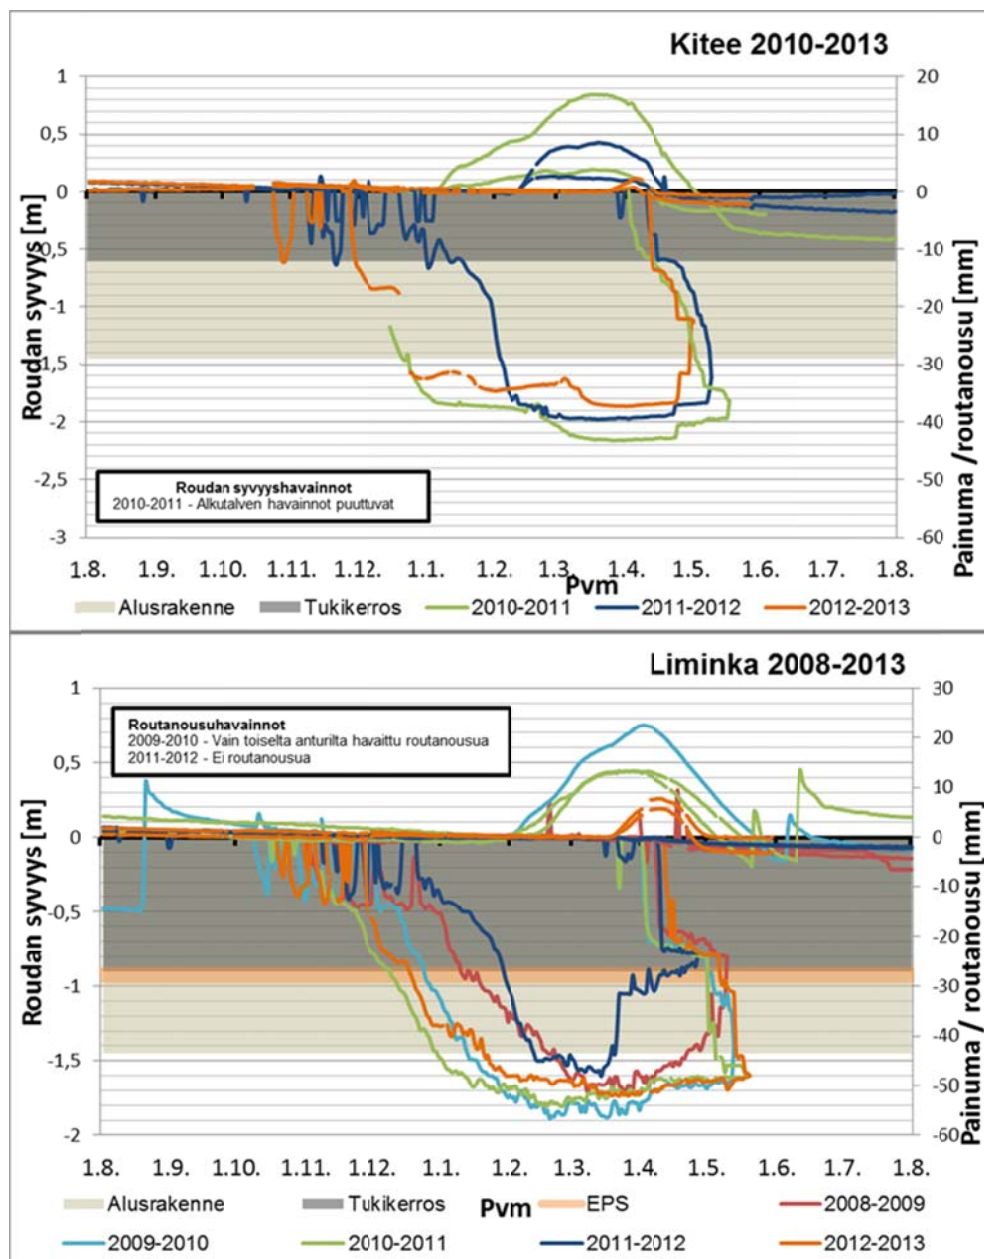 Kitee 2010-2013
1
0,5
0
-0,5
-1
-1,5
-2
-2,5
-3
Roudan syvyys [m]
20
10
0
-10
-20
-30
-40
-50
-60
Painuma /routanousu [mm]
Roudan syvyyshavainnot
2010-2011 - Alkutalven havainnot puuttuvat
1.8. 1.9. 1.10. 1.11. 1.12. 1.1. 1.2. 1.3. 1.4. 1.5. 1.6. 1.7. 1.8.
Pvm
Alusrakenne Tukikerros 2010-2011 2011-2012 2012-2013
Liminka 2008-2013
1
0,5
0
-0,5
-1
-1,5
-2
Roudan syvyys [m]
30
20
10
0
-10
-20
-30
-40
-50
-60
Painuma / routanousu [mm]
Routanousuhavainnot
2009-2010 - Vain toiselta anturilta havaittu routanousua
2011-2012 - Ei routanousua
1.8. 1.9. 1.10. 1.11. 1.12. 1.1. 1.2. 1.3. 1.4. 1.5. 1.6. 1.7. 1.8.
Pvm
Alusrakenne Tukikerros EPS 2008-2009
2009-2010 2010-2011 2011-2012 2012-2013